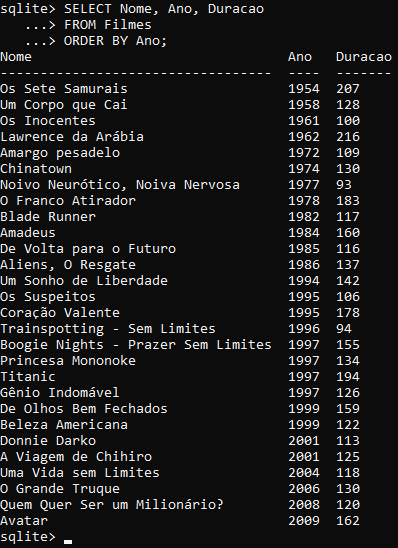 sqlite> SELECT Nome, Ano, Duracao
   ...> FROM Filmes
   ...> ORDER BY Ano;
Nome                                Ano   Duracao
----------------------------------  ----  -------
Os Sete Samurais                    1954  207
Um Corpo que Cai                    1958  128
Os Inocentes                        1961  100
Lawrence da Arábia                  1962  216
Amargo pesadelo                     1972  109
Chinatown                           1974  130
Noivo Neurótico, Noiva Nervosa      1977  93
O Franco Atirador                   1978  183
Blade Runner                        1982  117
Amadeus                             1984  160
De Volta para o Futuro              1985  116
Aliens, O Resgate                   1986  137
Um Sonho de Liberdade               1994  142
Os Suspeitos                        1995  106
Coração Valente                     1995  178
Trainspotting - Sem Limites         1996  94
Boogie Nights - Prazer Sem Limites  1997  155
Princesa Mononoke                   1997  134
Titanic                             1997  194
Gênio Indomável                     1997  126
De Olhos Bem Fechados               1999  159
Beleza Americana                    1999  122
Donnie Darko                        2001  113
A Viagem de Chihiro                 2001  125
Uma Vida sem Limites                2004  118
O Grande Truque                     2006  130
Quem Quer Ser um Milionário?        2008  120
Avatar                              2009  162
sqlite> _